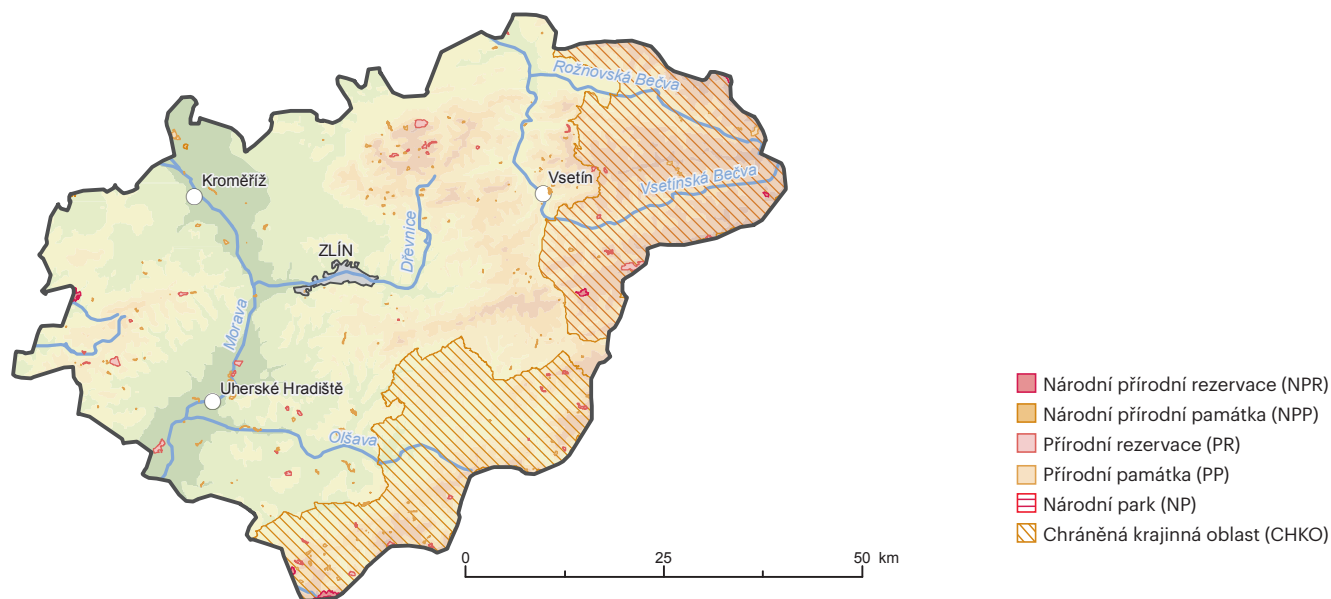 Rožnovská Bečva
Kroměříž
Vsetín
Vsetínská Bečva
Dřevnice
ZLÍN
Morava
Uherské Hradiště
Olšava
Národní přírodní rezervace (NPR)
Národní přírodní památka (NPP)
Přírodní rezervace (PR)
Přírodní památka (PP)
Národní park (NP)
Chráněná krajinná oblast (CHKO)
0 25 50 km